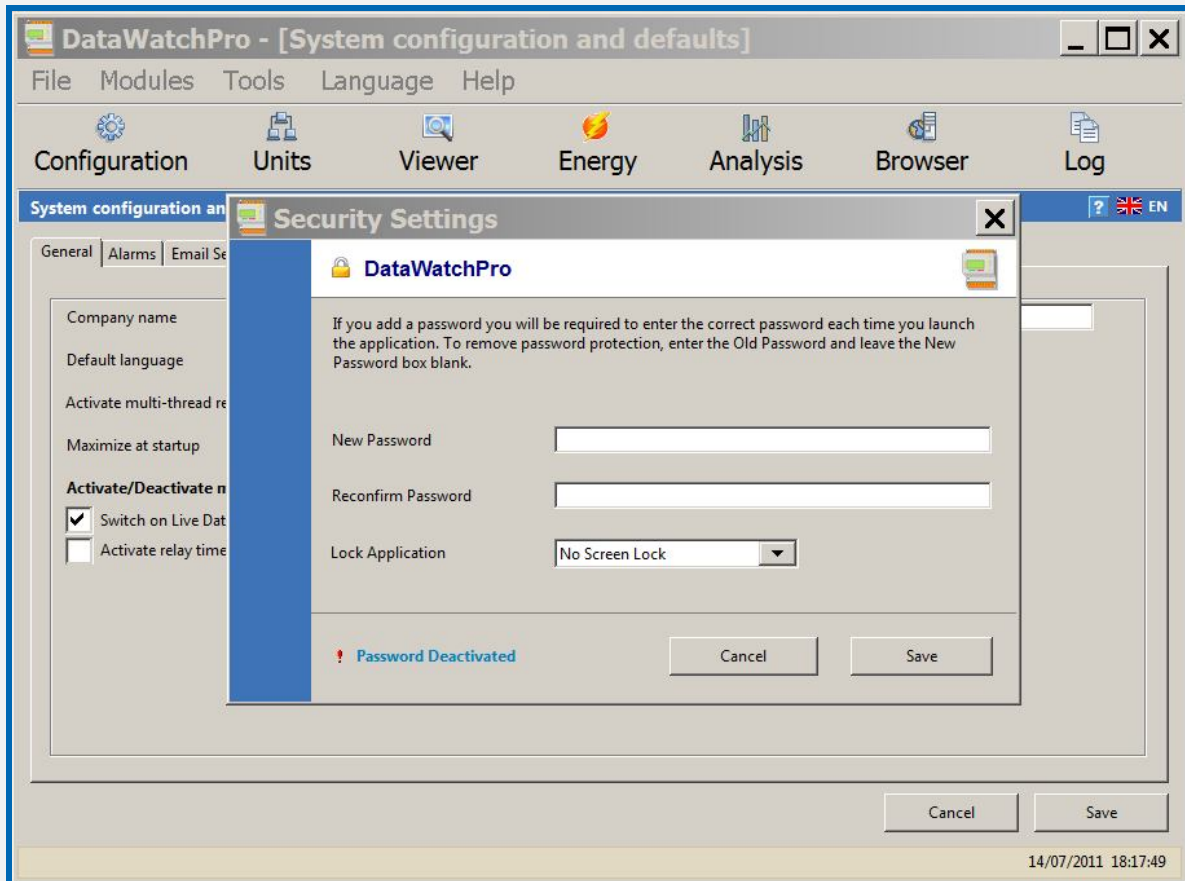 DataWatchPro - [System configuration and defaults]
File Modules Tools Language Help
Configuration Units Viewer Energy Analysis Browser Log
System configuration an
? EN
General Alarms Email Se
Company name
Default language
Activate multi-thread re
Maximize at startup
Activate/Deactivate m
Switch on Live Dat
Activate relay time
Security Settings
DataWatchPro
If you add a password you will be required to enter the correct password each time you launch
the application. To remove password protection, enter the Old Password and leave the New
Password box blank.
New Password
Reconfirm Password
Lock Application No Screen Lock
! Password Deactivated Cancel Save
Cancel Save
14/07/2011 18:17:49